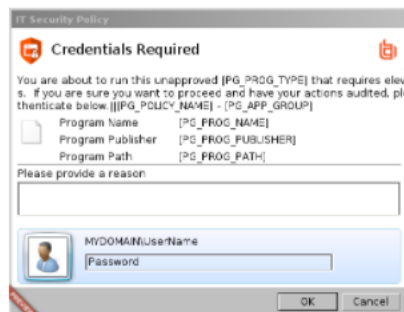 IT Security Policy
Credentials Required
You are about to run this unapproved [PG_PROG_TYPE] that requires elev
s. If you are sure you want to proceed and have your actions audited, ple
thenticate below.|||[PG_POLICY_NAME] - [PG_APP_GROUP]
Program Name [PG_PROG_NAME]
Program Publisher [PG_PROG_PUBLISHER]
Program Path [PG_PROG_PATH]
Please provide a reason
MYDOMAIN\UserName
Password
PREVIEW
OK Cancel